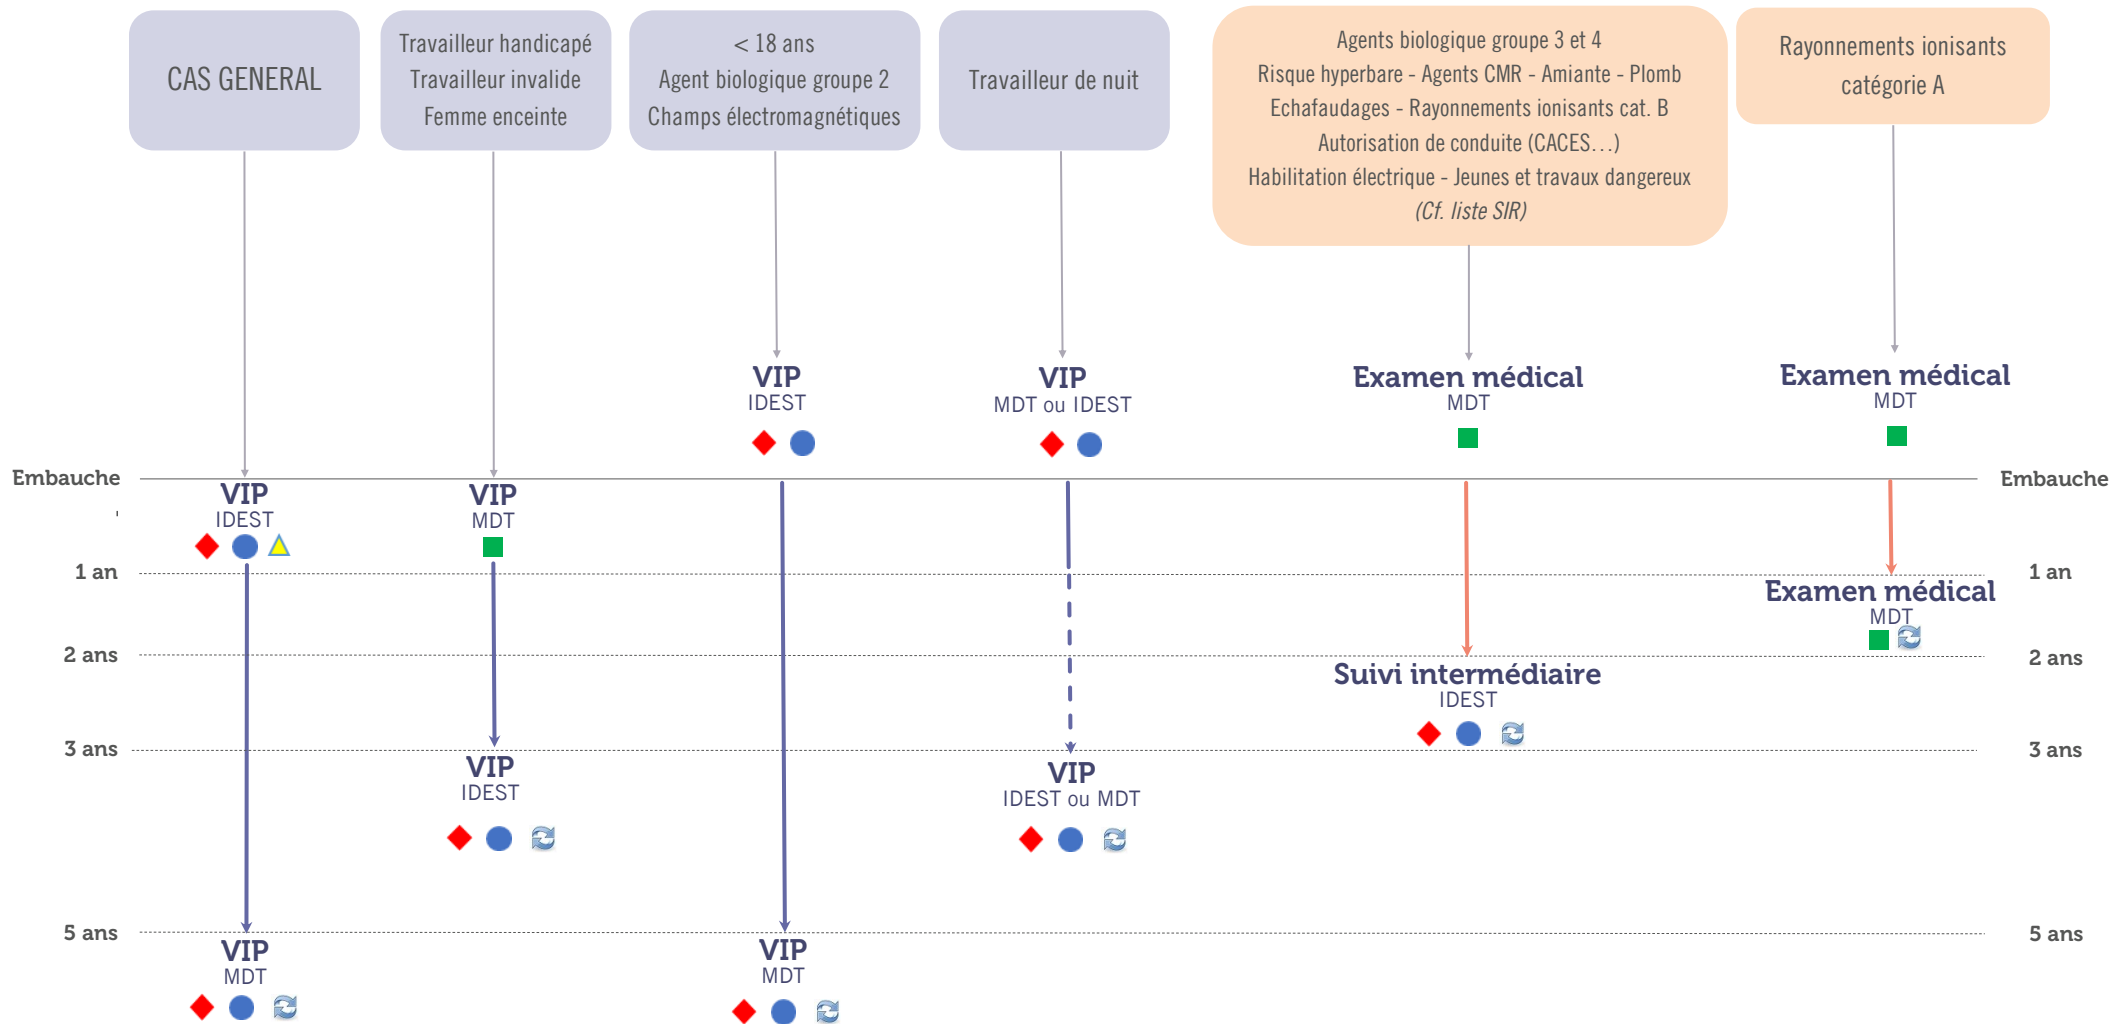 CAS GENERAL
Travailleur handicapé
Travailleur invalide
Femme enceinte
< 18 ans
Agent biologique groupe 2
Champs électromagnétiques
Travailleur de nuit
Agents biologique groupe 3 et 4
Risque hyperbare - Agents CMR - Amiante - Plomb
Echafaudages - Rayonnements ionisants cat. B
Autorisation de conduite (CACES…)
Habilitation électrique - Jeunes et travaux dangereux
(Cf. liste SIR)
Rayonnements ionisants
catégorie A
VIP
IDEST
VIP
MDT ou IDEST
Examen médical
MDT
Examen médical
MDT
Embauche
Embauche
VIP
IDEST
VIP
MDT
1 an
1 an
Examen médical
MDT
2 ans
2 ans
Suivi intermédiaire
IDEST
3 ans
3 ans
VIP
IDEST
VIP
IDEST ou MDT
5 ans
5 ans
VIP
MDT
VIP
MDT